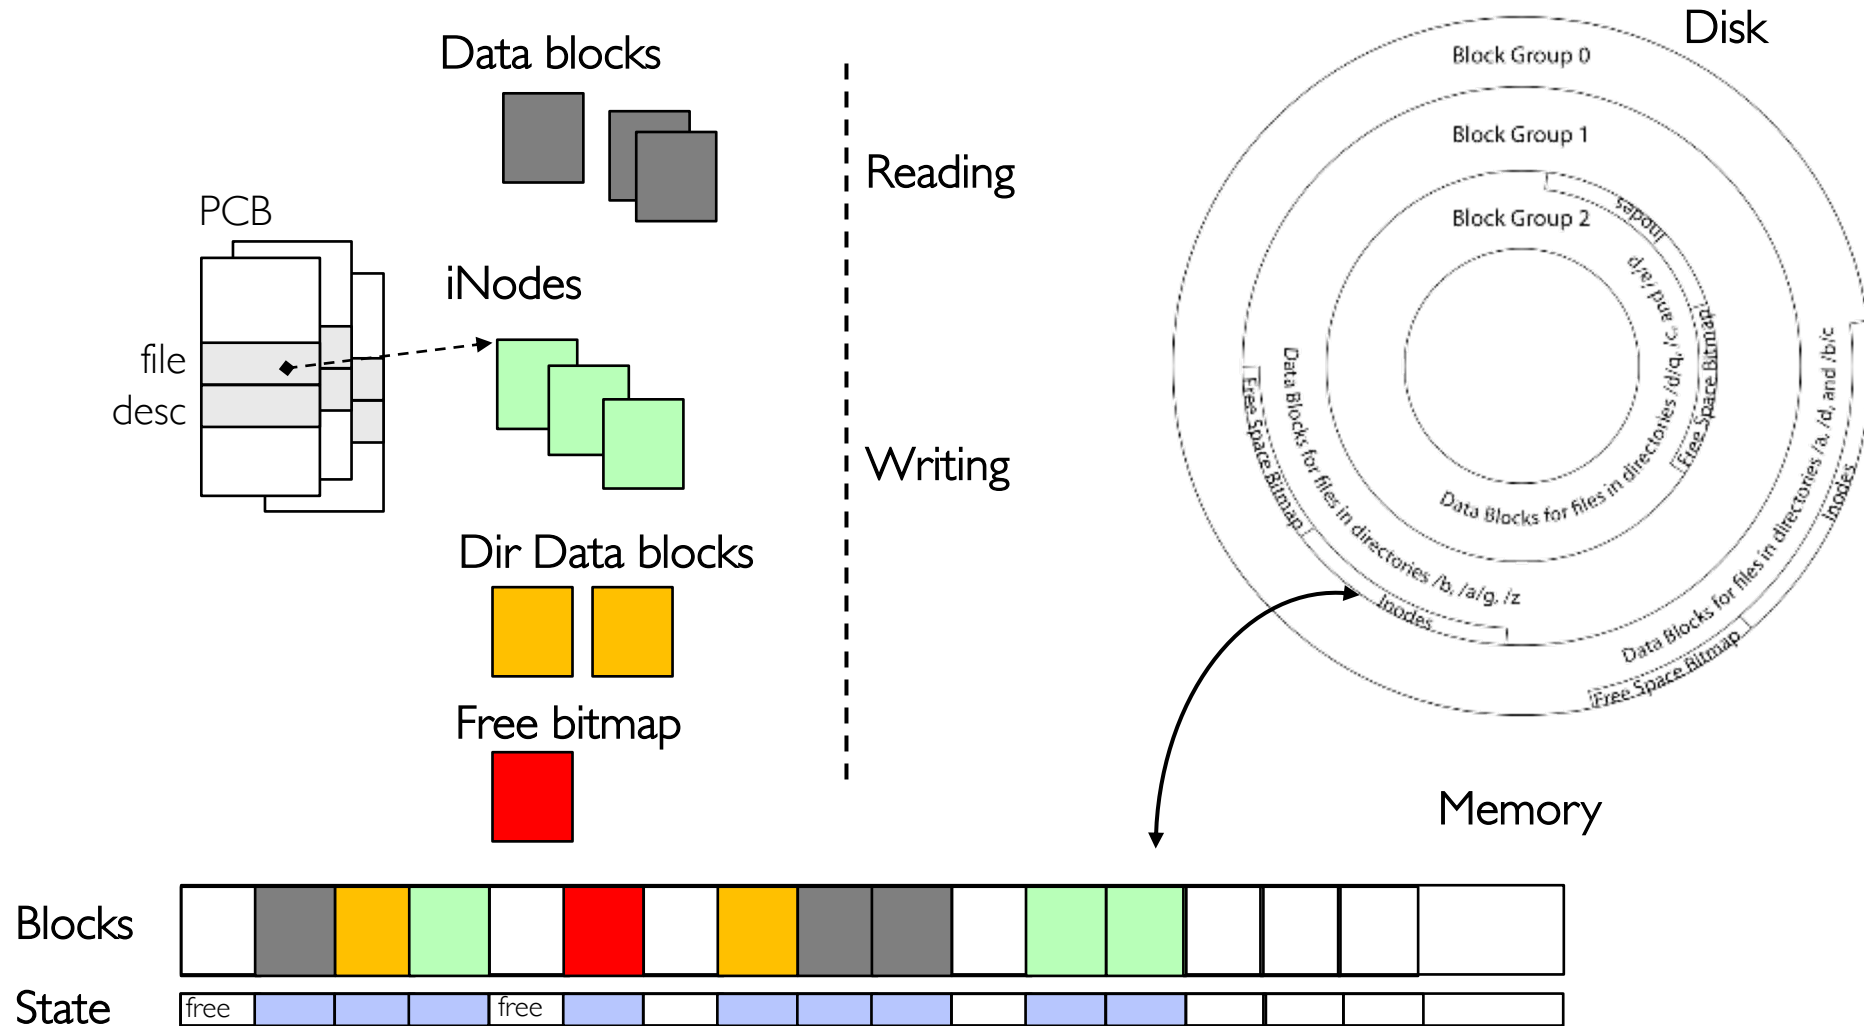 Data blocks
Disk
Block Group 0
Block Group 1
Reading
PCB
Block Group 2
Inodes
iNodes
file
desc
Data Blocks for files in directories /d/q, /c, and /a/p
Free Space Bitmap
Data Blocks for files in directories /b, /a/g, /z
Free Space Bitmap
Inodes
Data Blocks for files in directories /a, /d, and /b/c
Free Space Bitmap
Inodes
Writing
Dir Data blocks
Free bitmap
Memory
Blocks
State
free
free